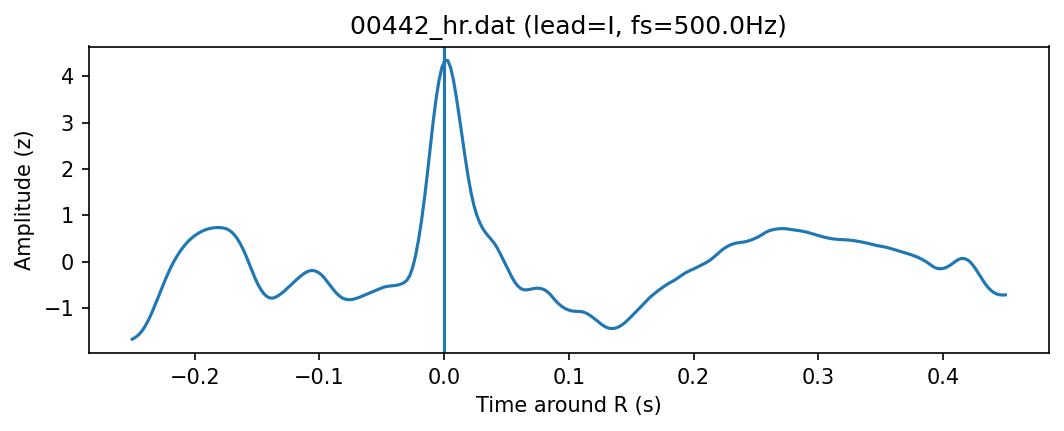 00442_hr.dat (lead=I, fs=500.0Hz)
Amplitude (z)
4
3
2
1
0
−1
−0.2 −0.1 0.0 0.1 0.2 0.3 0.4
Time around R (s)